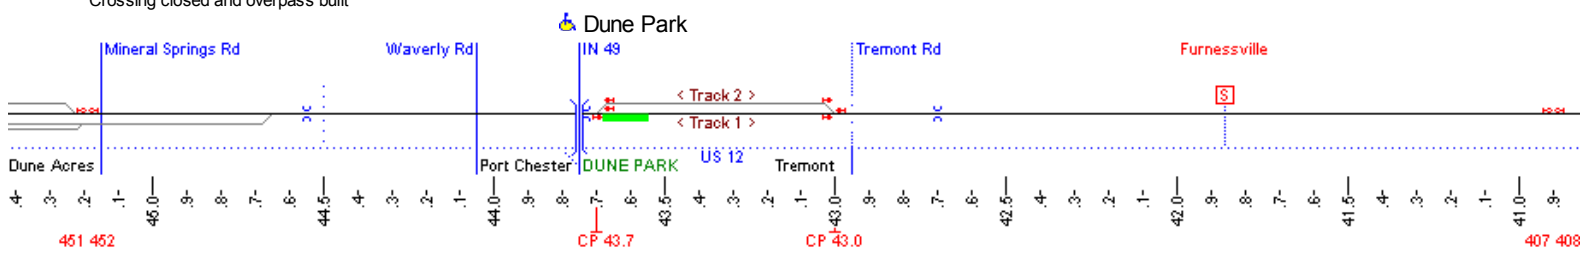 Crossing closed and overpass built
Dune Park
Mineral Springs Rd
Waverly Rd
IN 49
Tremont Rd
Furnessville
< Track 2 >
S
< Track 1 >
US 12
Dune Acres
Port Chester
DUNE PARK
Tremont
.4- .3- .2- .1- 45.0 .9- .8- .7- .6- 44.5 .4- .3- .2- .1- 44.0 .9- .8- .7- .6- 43.5 .4- .3- .2- .1- 43.0 .9- .8- .7- .6- 42.5 .4- .3- .2- .1- 42.0 .9- .8- .7- .6- 41.5 .4- .3- .2- .1- 41.0 .9-
451 452
CP 43.7
CP 43.0
407 408